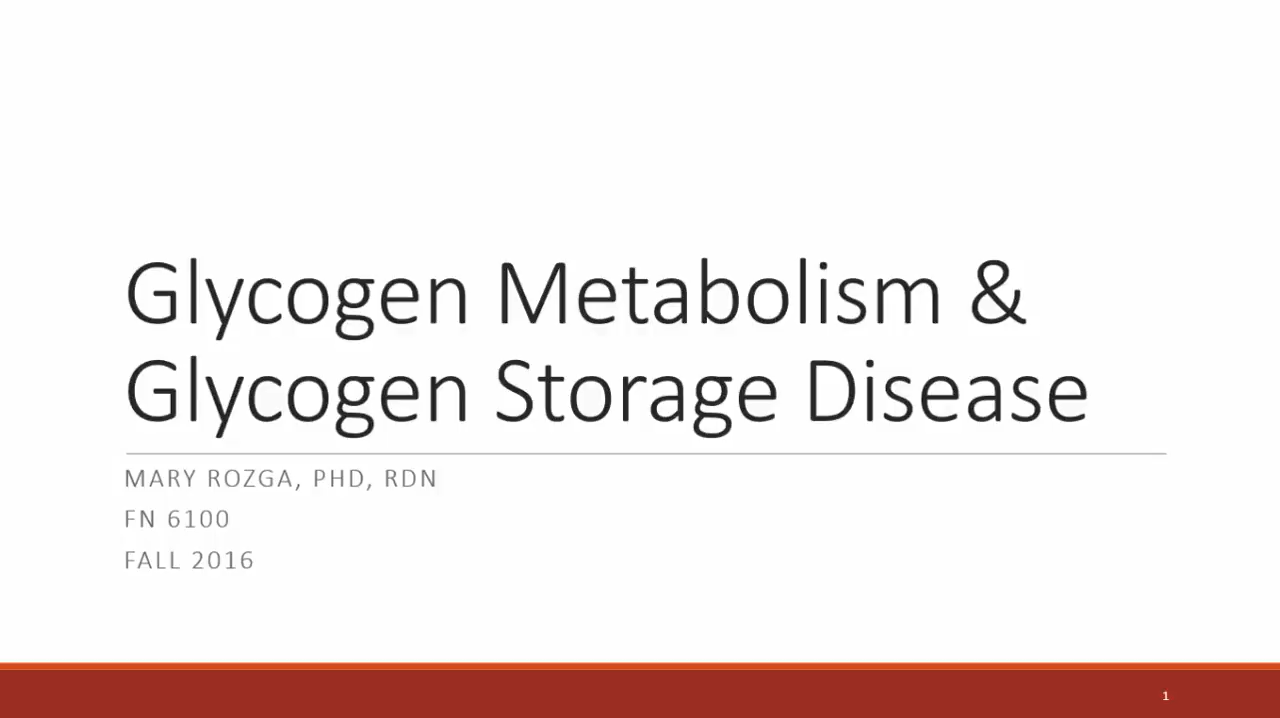 Glycogen Metabolism &
Glycogen Storage Disease
MARY ROZGA, PHD, RDN
FN 6100
FALL 2016
1